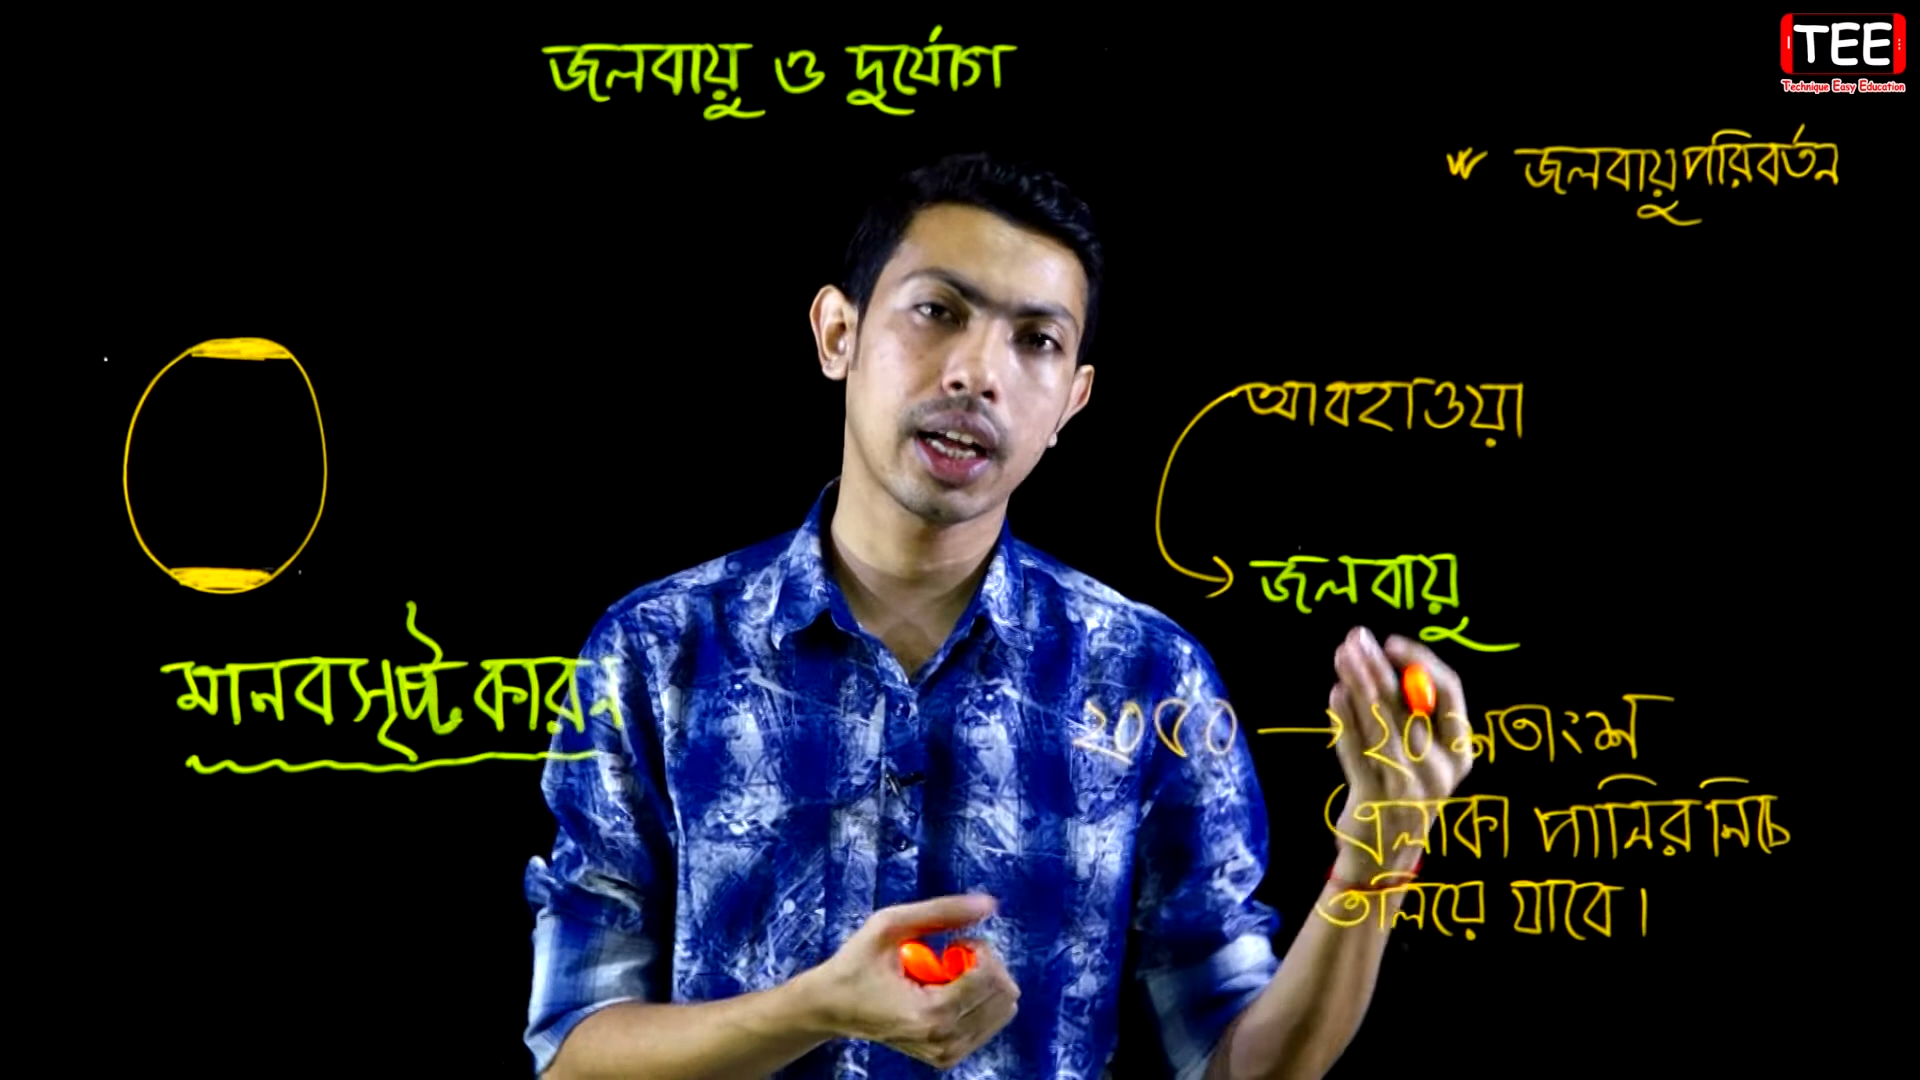 জলবায়ু ও দুর্যোগ
TEE
Technique Easy Education
জলবায়ু পরিবর্তন
আবহাওয়া
জলবায়ু
মানবসৃষ্ট কারন
২০৫০ → ২০ শতাংশ
এলাকা পানির নিচে
তলিয়ে যাবে।